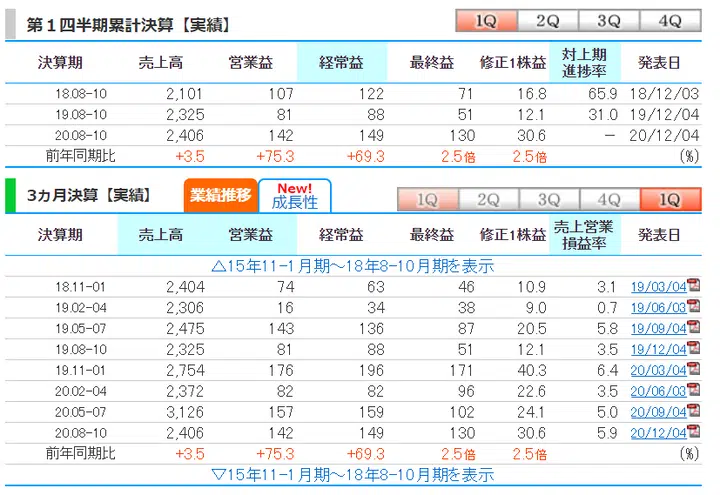 第１四半期累計決算【実績】 1Q 2Q 3Q 4Q
決算期 売上高 営業益 経常益 最終益 修正1株益 対上期進捗率 発表日
18.08-10 2,101 107 122 71 16.8 65.9 18/12/03
19.08-10 2,325 81 88 51 12.1 31.0 19/12/04
20.08-10 2,406 142 149 130 30.6 － 20/12/04
前年同期比 +3.5 +75.3 +69.3 2.5倍 2.5倍 (%)
3ヵ月決算【実績】 業績推移 New! 成長性 1Q 2Q 3Q 4Q 1Q
決算期 売上高 営業益 経常益 最終益 修正1株益 売上営業損益率 発表日
△15年11-1月期～18年8-10月期を表示
18.11-01 2,404 74 63 46 10.9 3.1 19/03/04
19.02-04 2,306 16 34 38 9.0 0.7 19/06/03
19.05-07 2,475 143 136 87 20.5 5.8 19/09/04
19.08-10 2,325 81 88 51 12.1 3.5 19/12/04
19.11-01 2,754 176 196 171 40.3 6.4 20/03/04
20.02-04 2,372 82 82 96 22.6 3.5 20/06/03
20.05-07 3,126 157 159 102 24.1 5.0 20/09/04
20.08-10 2,406 142 149 130 30.6 5.9 20/12/04
前年同期比 +3.5 +75.3 +69.3 2.5倍 2.5倍 (%)
▽15年11-1月期～18年8-10月期を表示